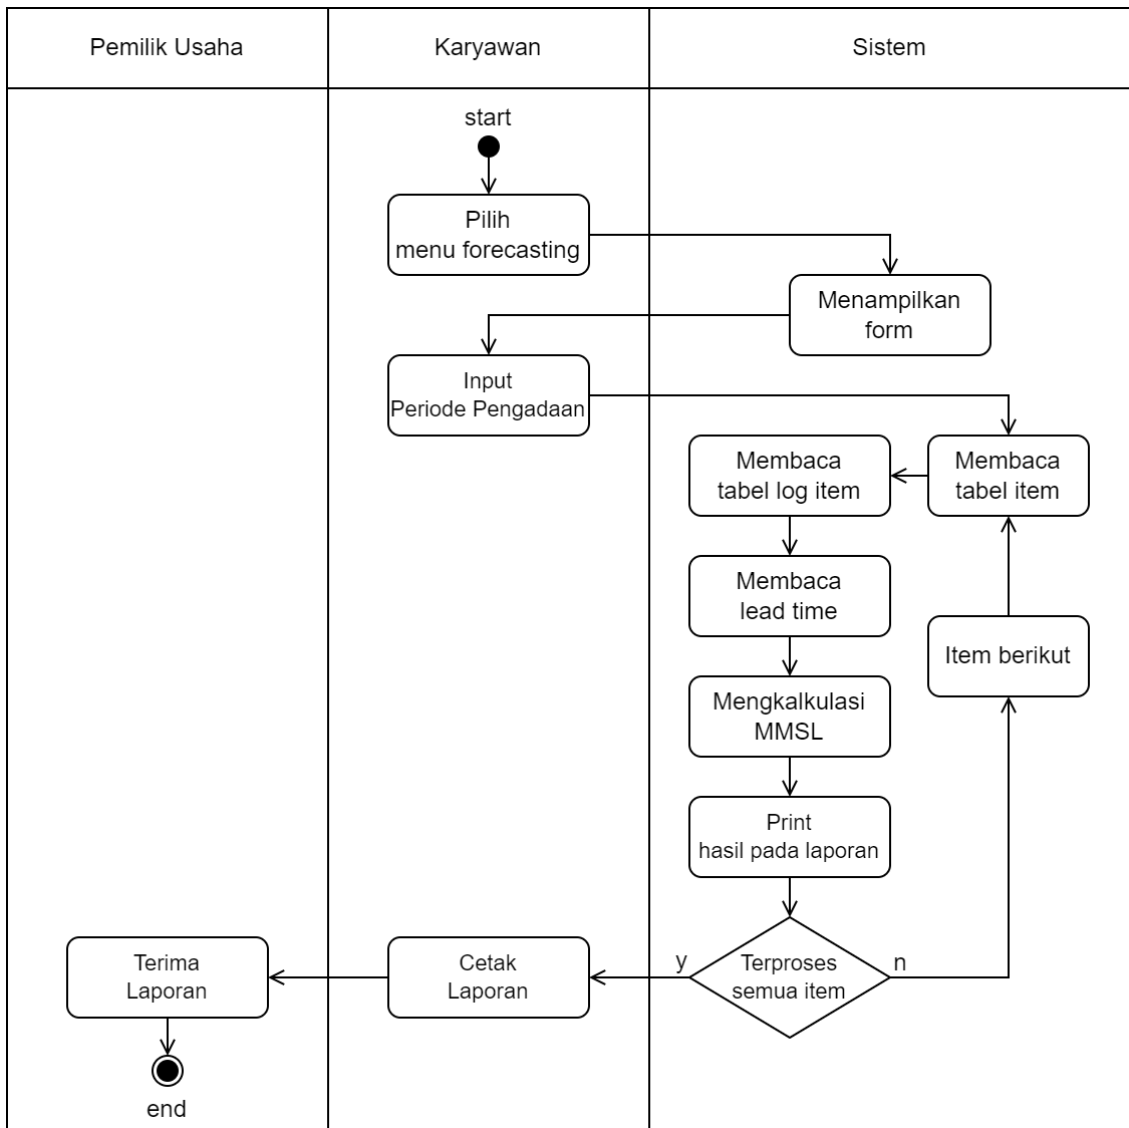 Pemilik Usaha
Karyawan
Sistem
start
Pilih
menu forecasting
Menampilkan
form
Input
Periode Pengadaan
Membaca
tabel log item
Membaca
tabel item
Membaca
lead time
Item berikut
Mengkalkulasi
MMSL
Print
hasil pada laporan
Terima
Laporan
Cetak
Laporan
y
Terproses
semua item
n
end